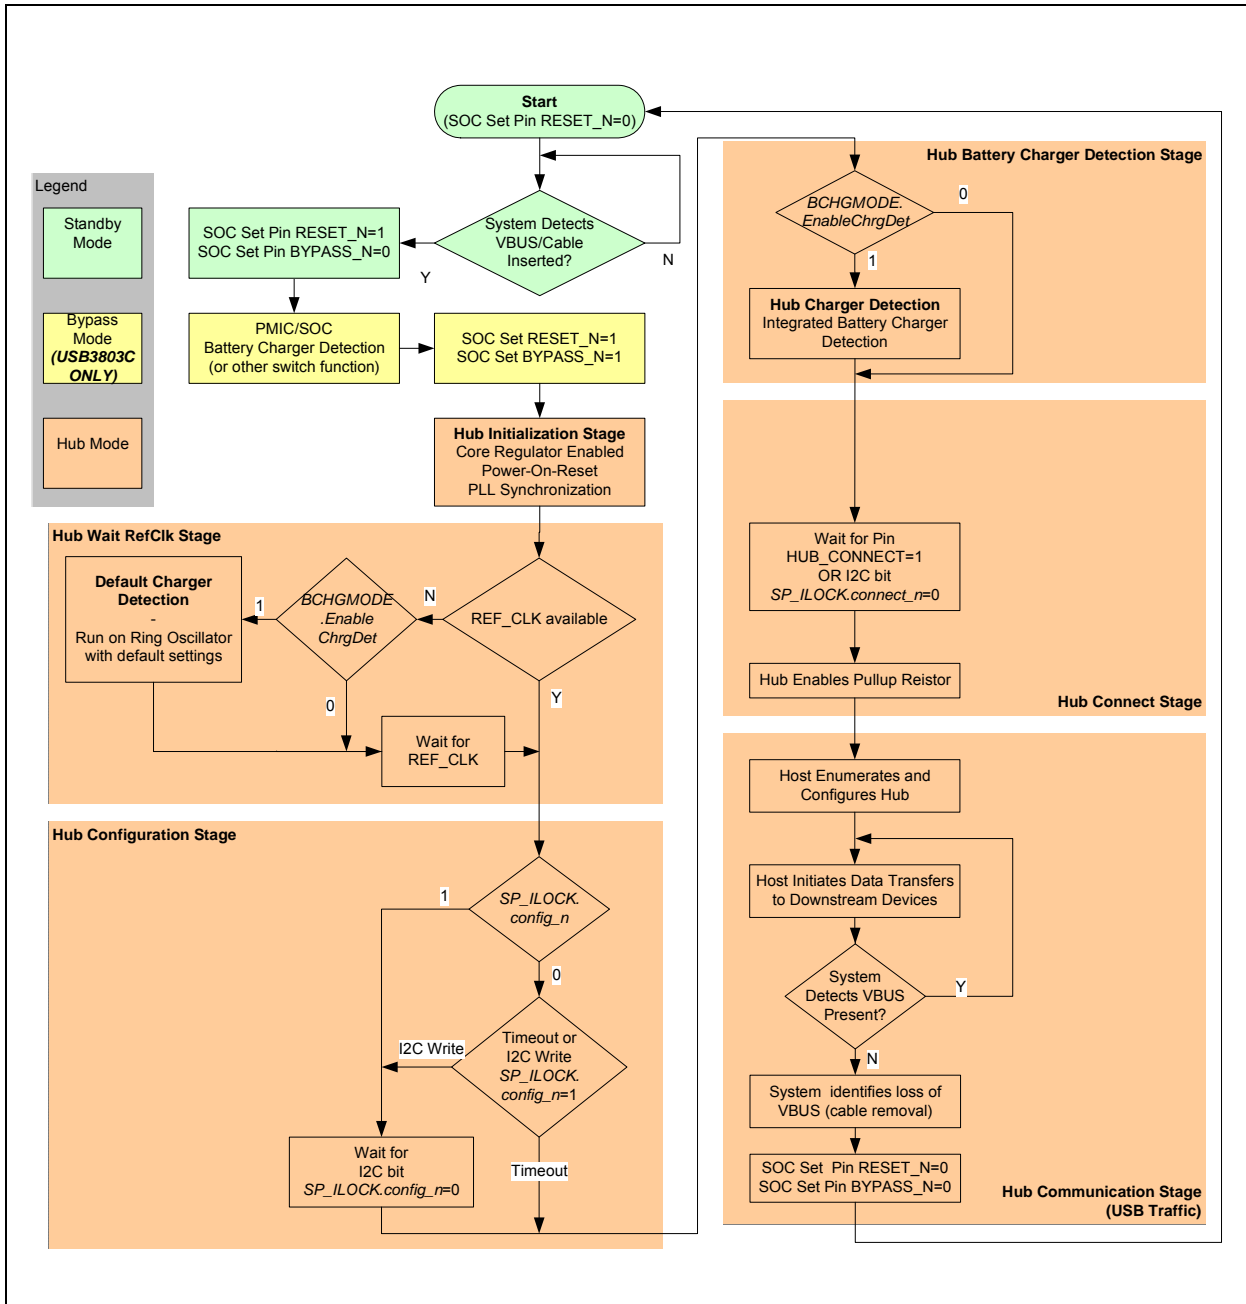 Start
(SOC Set Pin RESET_N=0)
Legend
Standby
Mode
Bypass
Mode
(USB3803C
ONLY)
Hub Mode
System Detects
VBUS/Cable
Inserted?
N
Y
SOC Set Pin RESET_N=1
SOC Set Pin BYPASS_N=0
PMIC/SOC
Battery Charger Detection
(or other switch function)
SOC Set RESET_N=1
SOC Set BYPASS_N=1
Hub Initialization Stage
Core Regulator Enabled
Power-On-Reset
PLL Synchronization
Hub Wait RefClk Stage
Default Charger
Detection
-
Run on Ring Oscillator
with default settings
1
BCHGMODE
.Enable
ChrgDet
N
REF_CLK available
0
Y
Wait for
REF_CLK
Hub Configuration Stage
1
SP_ILOCK.
config_n
0
I2C Write
Timeout or
I2C Write
SP_ILOCK.
config_n=1
Wait for
I2C bit
SP_ILOCK.config_n=0
Timeout
Hub Battery Charger Detection Stage
BCHGMODE.
EnableChrgDet
0
1
Hub Charger Detection
Integrated Battery Charger
Detection
Wait for Pin
HUB_CONNECT=1
OR I2C bit
SP_ILOCK.connect_n=0
Hub Enables Pullup Reistor
Hub Connect Stage
Host Enumerates and
Configures Hub
Host Initiates Data Transfers
to Downstream Devices
System
Detects VBUS
Present?
Y
N
System identifies loss of
VBUS (cable removal)
SOC Set Pin RESET_N=0
SOC Set Pin BYPASS_N=0
Hub Communication Stage
(USB Traffic)